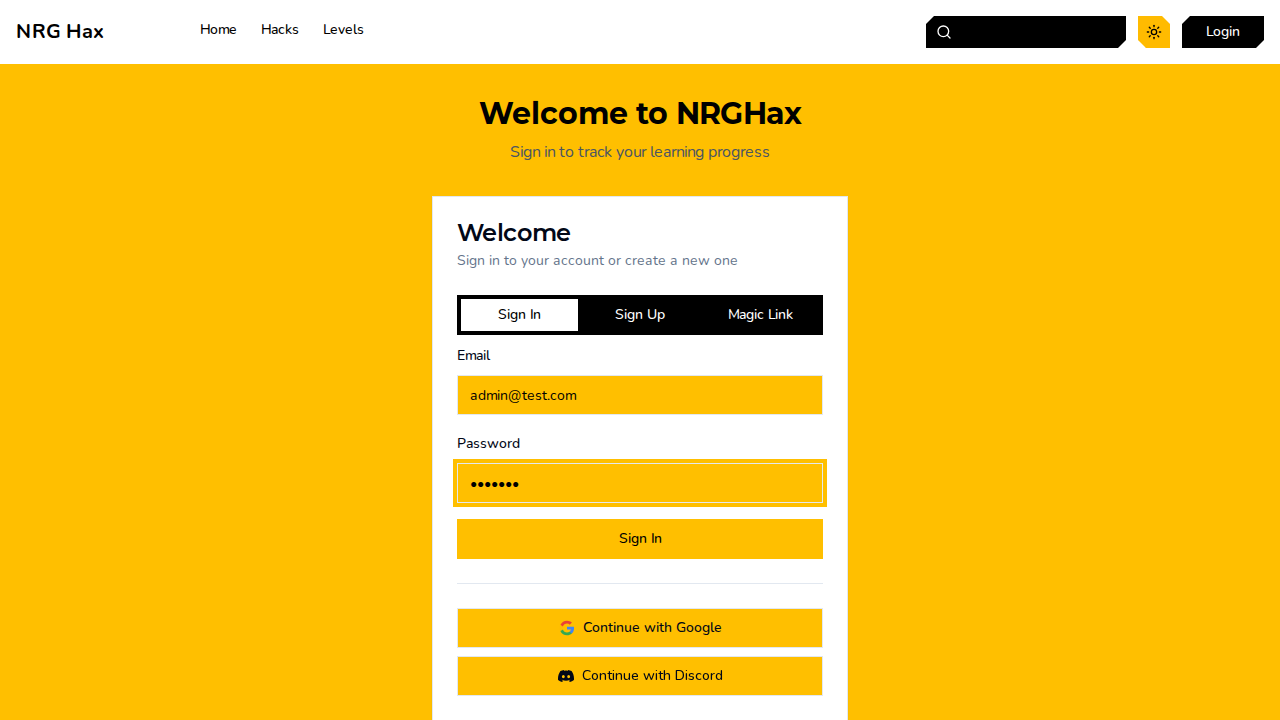 NRG Hax
Home
Hacks
Levels
Login
Welcome to NRGHax
Sign in to track your learning progress
Welcome
Sign in to your account or create a new one
Sign In
Sign Up
Magic Link
Email
admin@test.com
Password
•••••••
Sign In
Continue with Google
Continue with Discord